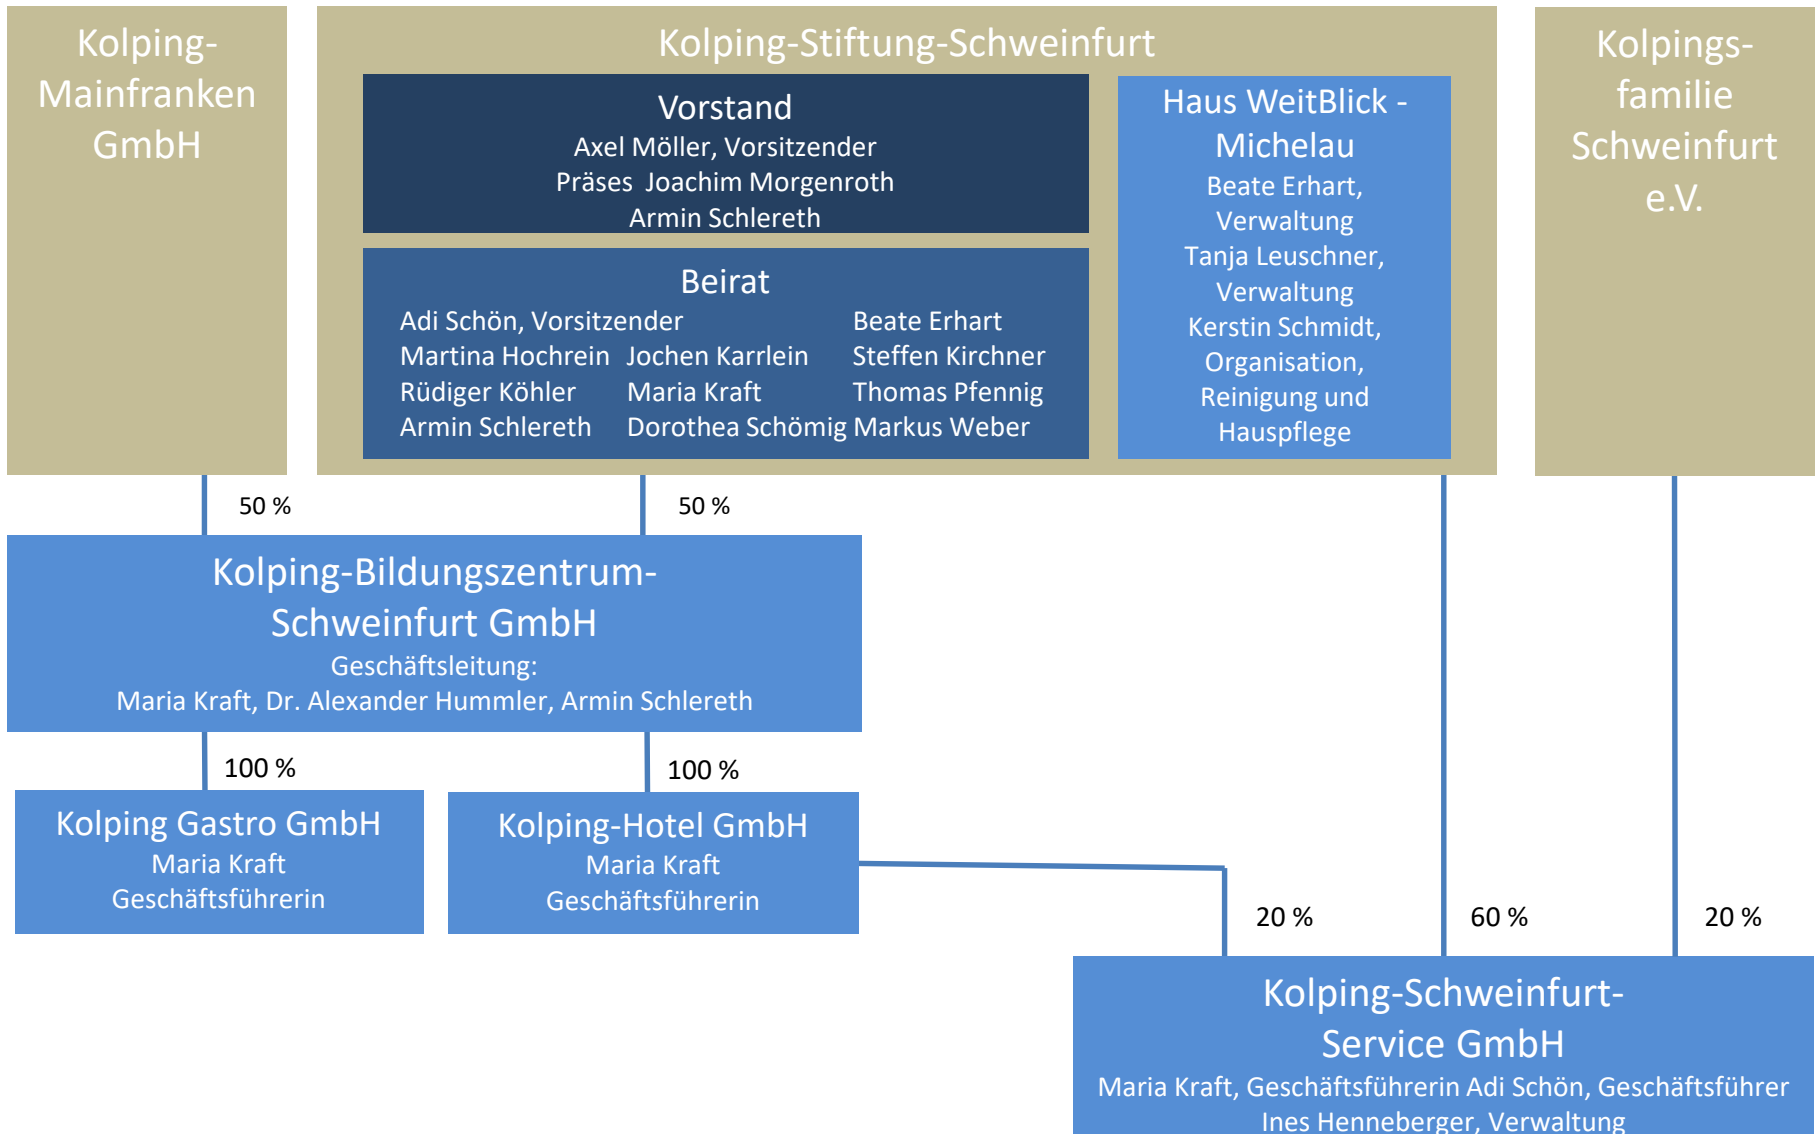 Kolping-
Mainfranken
GmbH
Kolping-Stiftung-Schweinfurt
Vorstand
Axel Möller, Vorsitzender
Präses  Joachim Morgenroth
Armin Schlereth
Beirat
Adi Schön, Vorsitzender Beate Erhart
Martina Hochrein Jochen Karrlein Steffen Kirchner
Rüdiger Köhler Maria Kraft Thomas Pfennig
Armin Schlereth Dorothea Schömig Markus Weber
Haus WeitBlick -
Michelau
Beate Erhart,
Verwaltung
Tanja Leuschner,
Verwaltung
Kerstin Schmidt,
Organisation,
Reinigung und
Hauspflege
Kolpings-
familie
Schweinfurt
e.V.
50 %
50 %
Kolping-Bildungszentrum-
Schweinfurt GmbH
Geschäftsleitung:
Maria Kraft, Dr. Alexander Hummler, Armin Schlereth
100 %
100 %
Kolping Gastro GmbH
Maria Kraft
Geschäftsführerin
Kolping-Hotel GmbH
Maria Kraft
Geschäftsführerin
20 %
60 %
20 %
Kolping-Schweinfurt-
Service GmbH
Maria Kraft, Geschäftsführerin Adi Schön, Geschäftsführer
Ines Henneberger, Verwaltung